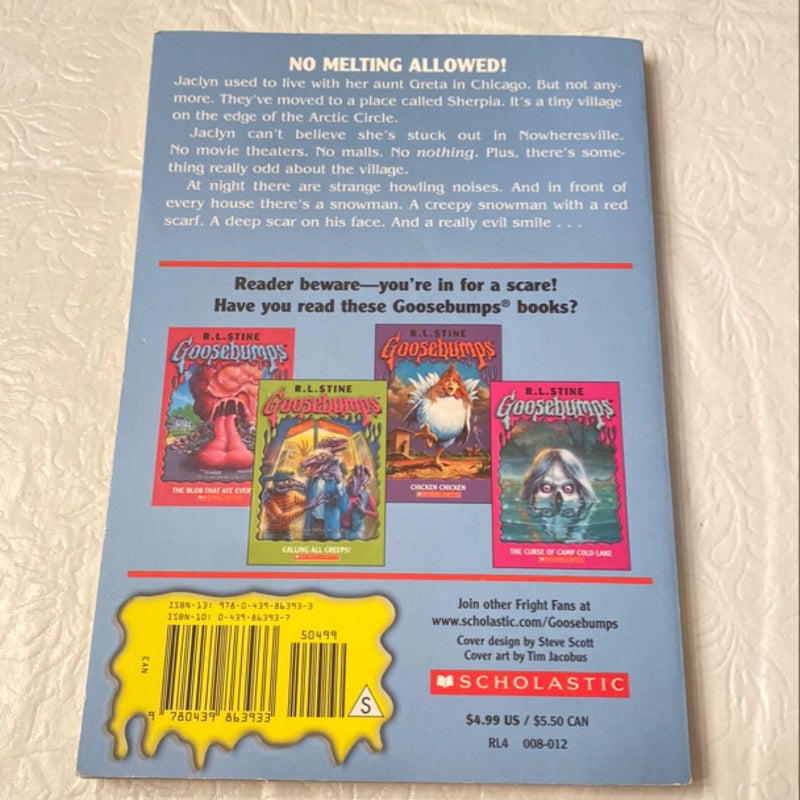 NO MELTING ALLOWED!
Jaclyn used to live with her aunt Greta in Chicago. But not any-
more. They've moved to a place called Sherpia. It's a tiny village
on the edge of the Arctic Circle.
Jaclyn can't believe she's stuck out in Nowheresville.
No movie theaters. No malls. No nothing. Plus, there's some-
thing really odd about the village.
At night there are strange howling noises. And in front of
every house there's a snowman. A creepy snowman with a red
scarf. A deep scar on his face. And a really evil smile . . .
Reader beware—you're in for a scare!
Have you read these Goosebumps® books?
R.L.STINE
Goosebumps
THE BLOB THAT ATE EVERY
SCHOLASTIC
R.L.STINE
Goosebumps
CALLING ALL CREEPS!
SCHOLASTIC
R.L.STINE
Goosebumps
CHICKEN CHICKEN
SCHOLASTIC
R.L.STINE
Goosebumps
THE CURSE OF CAMP COLD LAKE
SCHOLASTIC
ISBN-13: 978-0-439-86393-3
ISBN-10: 0-439-86393-7
50499
EAN
9 780439 863933
S
Join other Fright Fans at
www.scholastic.com/Goosebumps
Cover design by Steve Scott
Cover art by Tim Jacobus
SCHOLASTIC
$4.99 US / $5.50 CAN
RL4 008-012